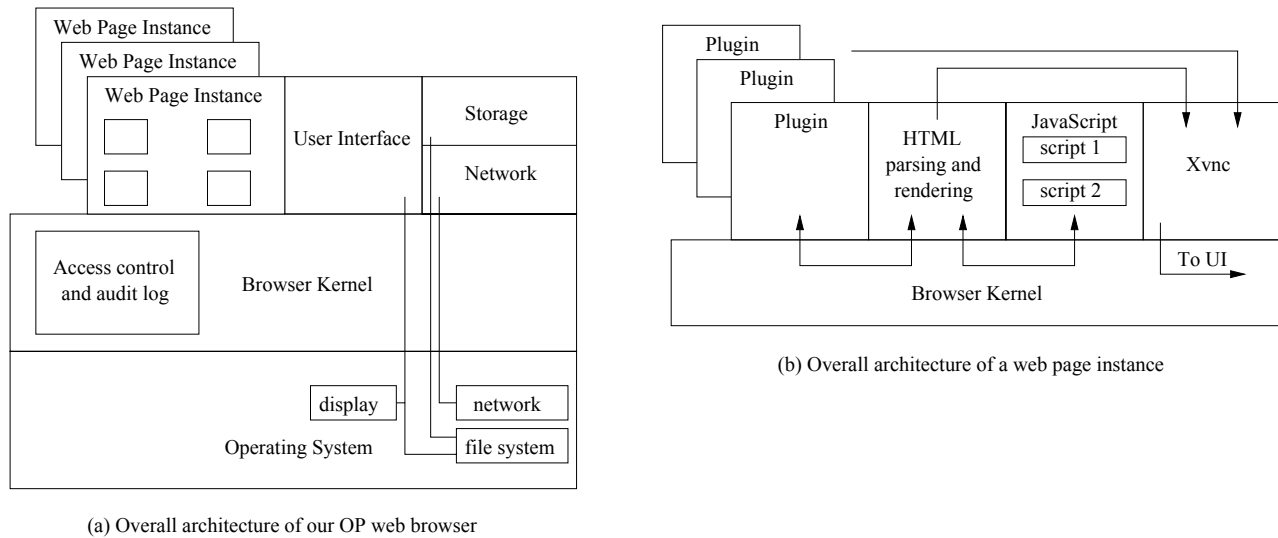 Web Page Instance
Web Page Instance
Web Page Instance
User Interface
Storage
Network
Access control
and audit log
Browser Kernel
display
network
Operating System
file system
(a) Overall architecture of our OP web browser
Plugin
Plugin
Plugin
HTML
parsing and
rendering
JavaScript
script 1
script 2
Xvnc
To UI
Browser Kernel
(b) Overall architecture of a web page instance